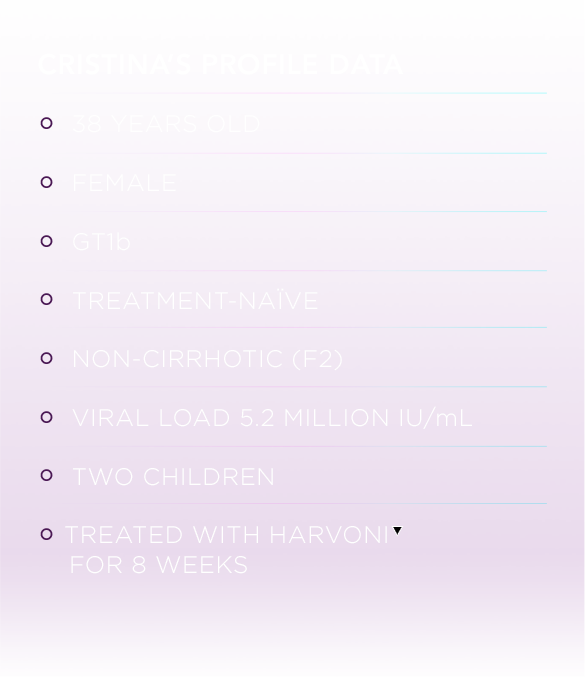 CRISTINA'S PROFILE DATA
38 YEARS OLD
FEMALE
GT1b
TREATMENT-NAÏVE
NON-CIRRHOTIC (F2)
VIRAL LOAD 5.2 MILLION IU/mL
TWO CHILDREN
TREATED WITH HARVONI▼
FOR 8 WEEKS